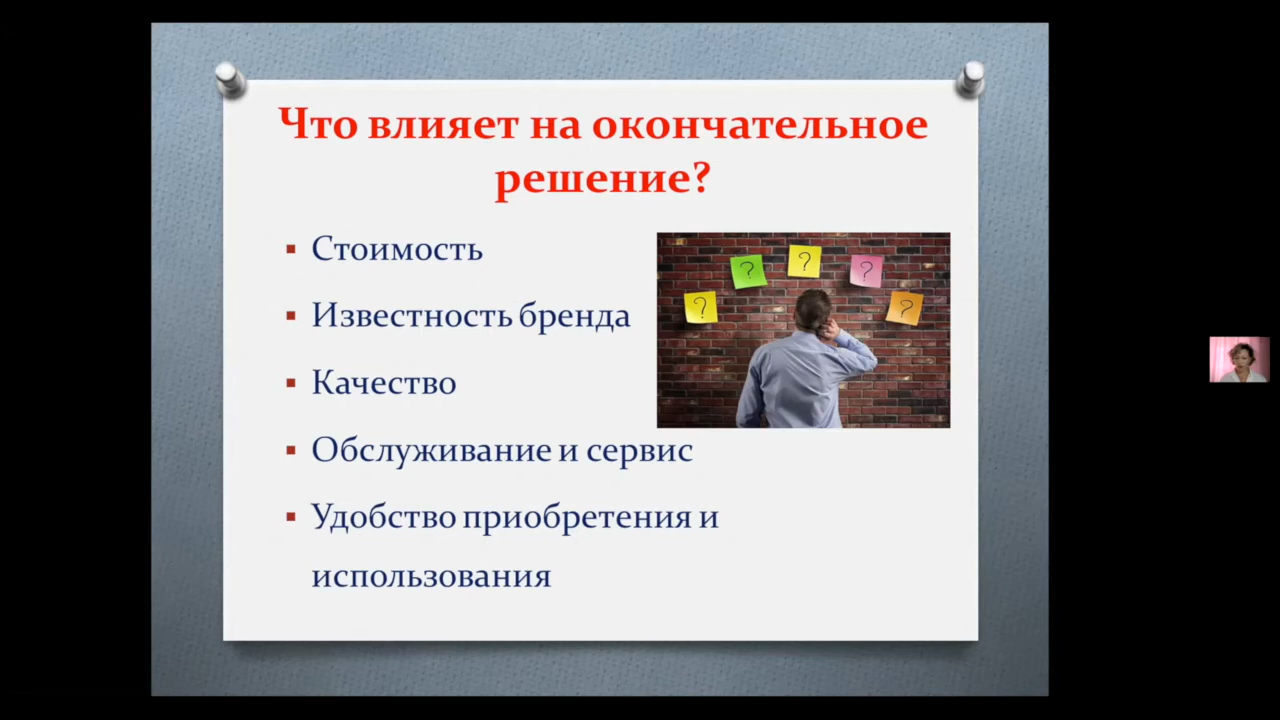 Что влияет на окончательное
решение?
▪ Стоимость
▪ Известность бренда
▪ Качество
▪ Обслуживание и сервис
▪ Удобство приобретения и
использования
? ? ? ? ?